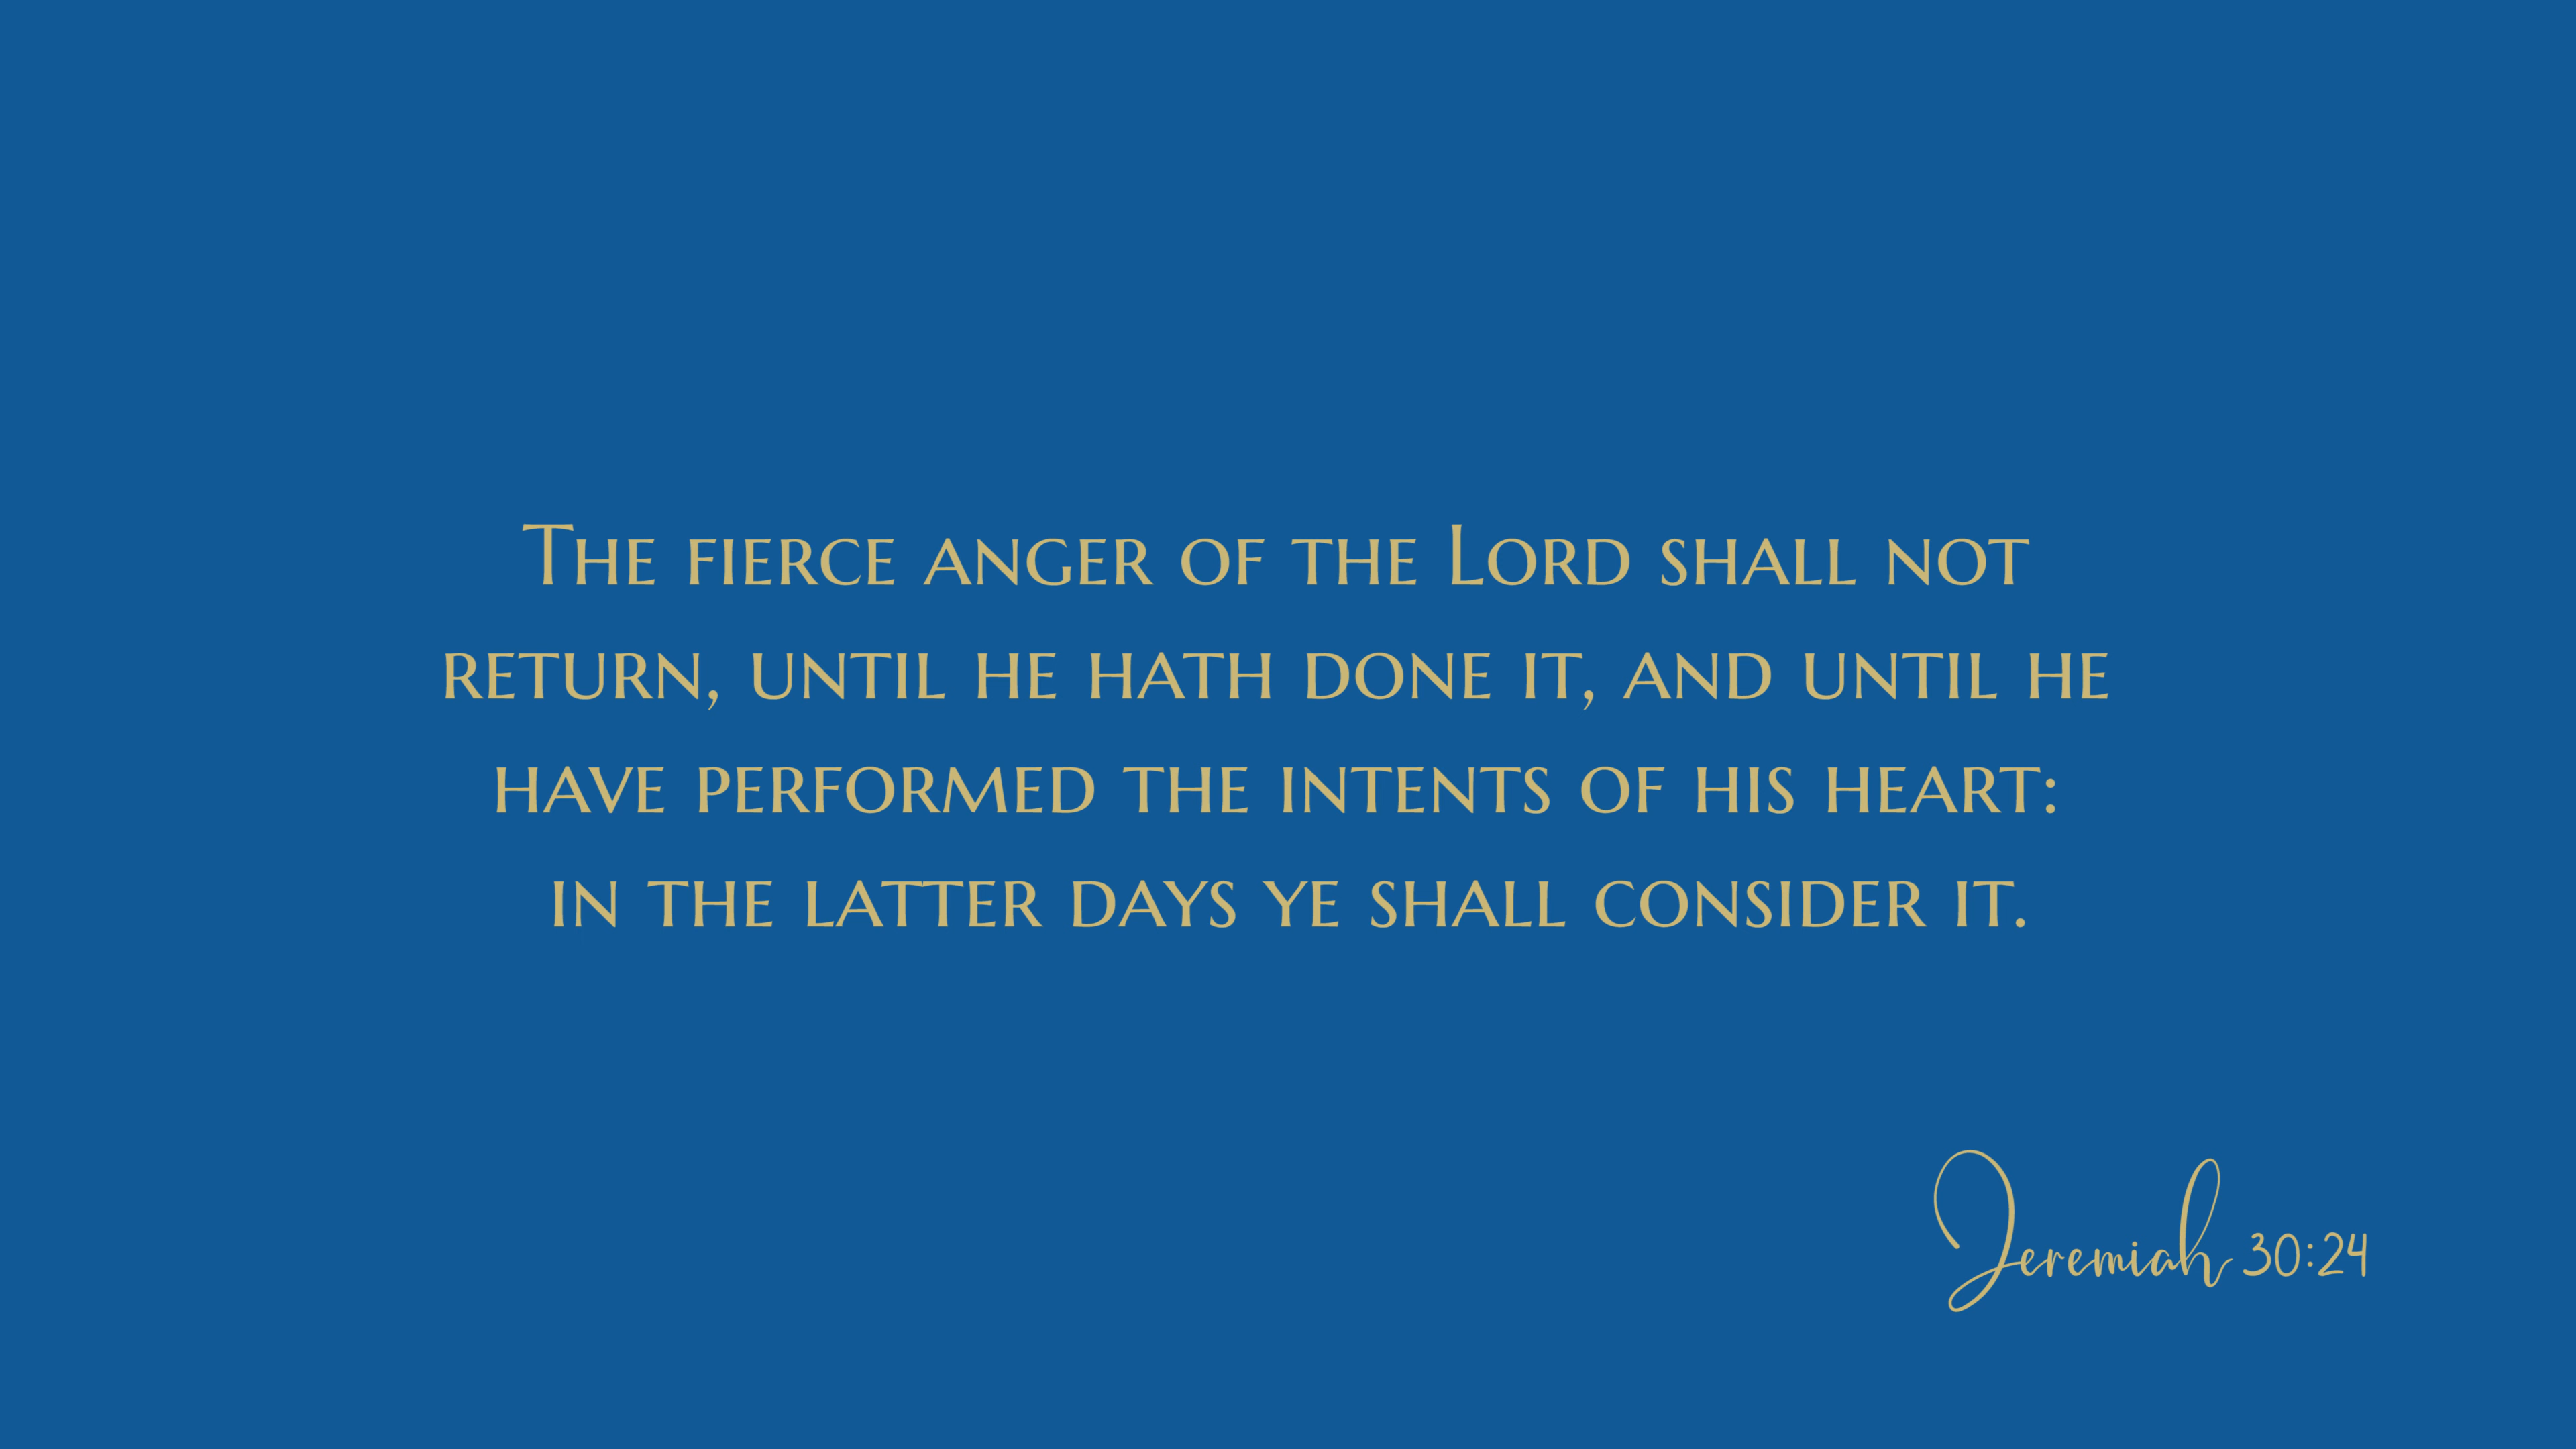 The fierce anger of the Lord shall not
return, until he hath done it, and until he
have performed the intents of his heart:
in the latter days ye shall consider it.
Jeremiah 30:24